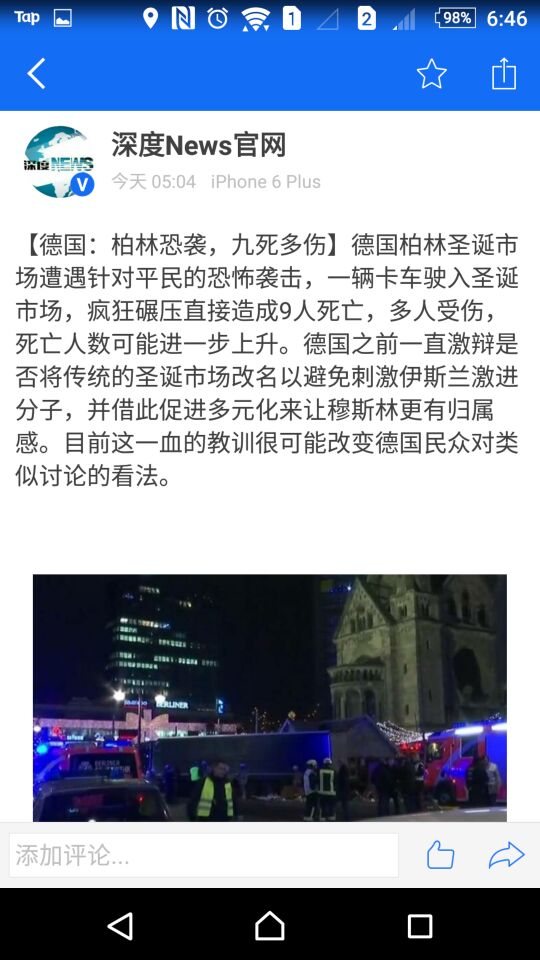 Tap 1 2 98% 6:46
深度News官网
深度 NEWS
V
今天 05:04 iPhone 6 Plus
【德国：柏林恐袭，九死多伤】德国柏林圣诞市
场遭遇针对平民的恐怖袭击，一辆卡车驶入圣诞
市场，疯狂碾压直接造成9人死亡，多人受伤，
死亡人数可能进一步上升。德国之前一直激辩是
否将传统的圣诞市场改名以避免刺激伊斯兰激进
分子，并借此促进多元化来让穆斯林更有归属
感。目前这一血的教训很可能改变德国民众对类
似讨论的看法。
BERLINER
BERLINER
添加评论...